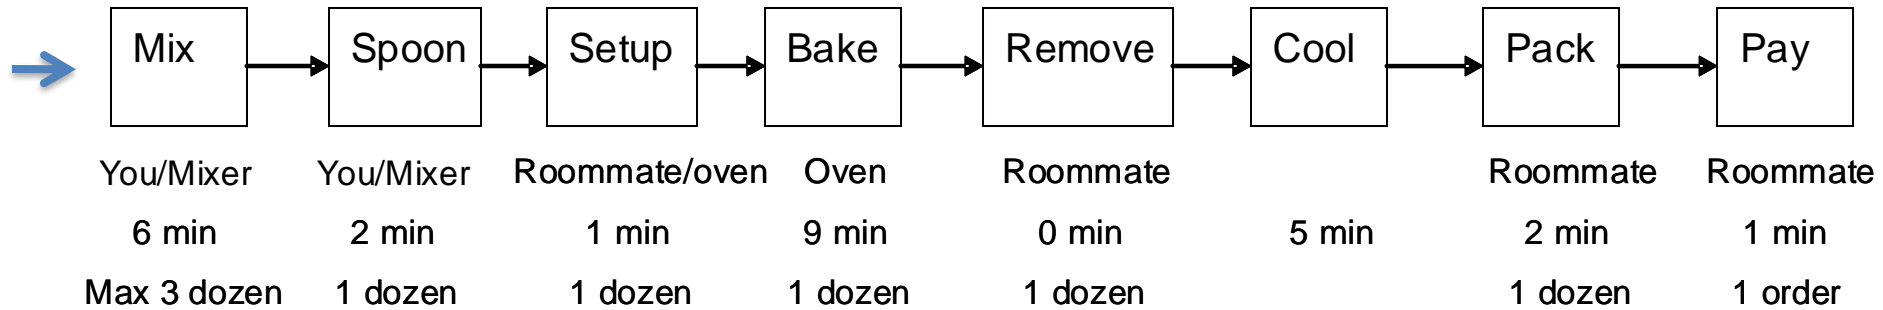 Mix Spoon Setup Bake Remove Cool Pack Pay
You/Mixer You/Mixer Roommate/oven Oven Roommate Roommate Roommate
6 min 2 min 1 min 9 min 0 min 5 min 2 min 1 min
Max 3 dozen 1 dozen 1 dozen 1 dozen 1 dozen 1 dozen 1 order